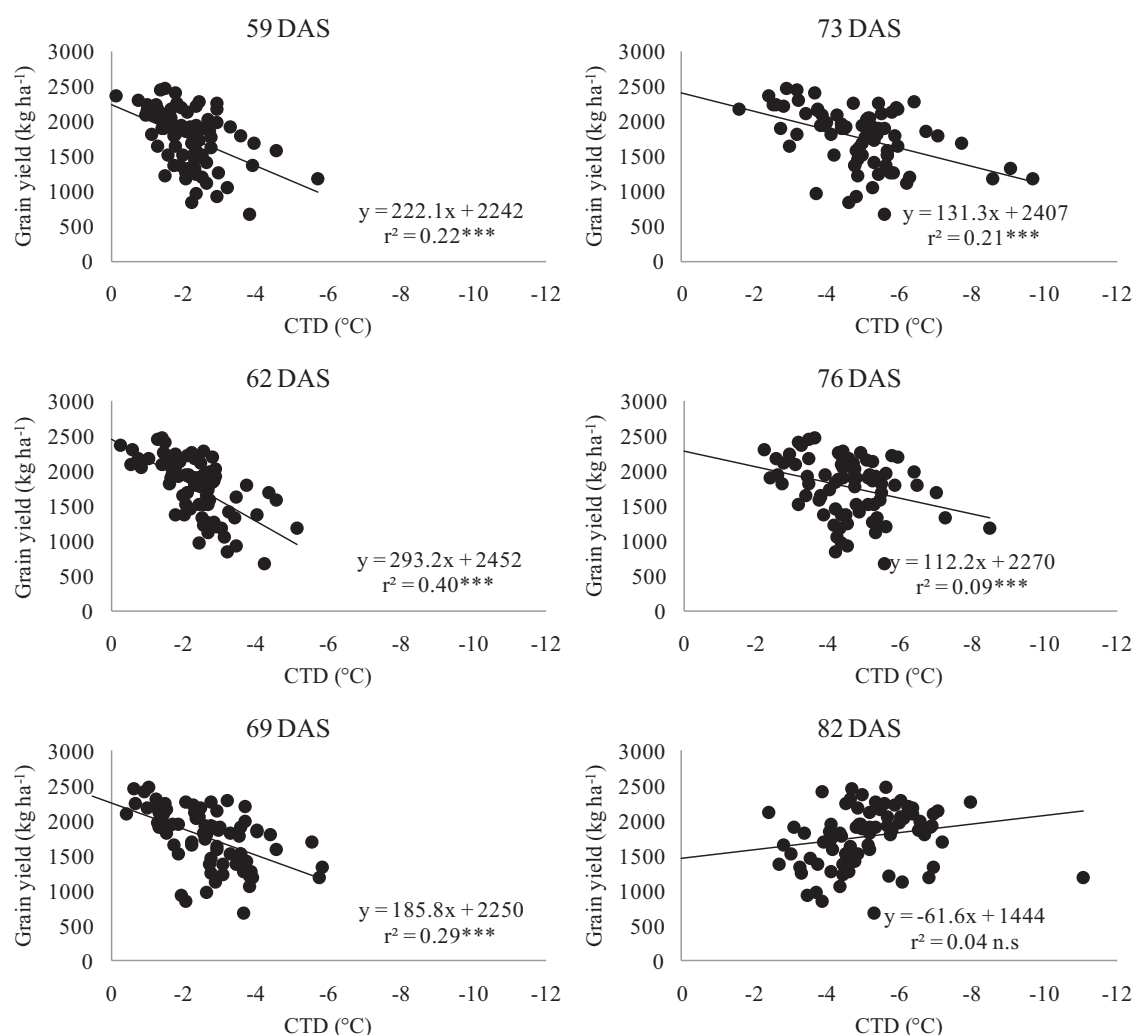 59 DAS
Grain yield (kg ha⁻¹)
3000
2500
2000
1500
1000
500
0
y = 222.1x + 2242
r² = 0.22***
0 -2 -4 -6 -8 -10 -12
CTD (°C)
73 DAS
Grain yield (kg ha⁻¹)
3000
2500
2000
1500
1000
500
0
y = 131.3x + 2407
r² = 0.21***
0 -2 -4 -6 -8 -10 -12
CTD (°C)
62 DAS
Grain yield (kg ha⁻¹)
3000
2500
2000
1500
1000
500
0
y = 293.2x + 2452
r² = 0.40***
0 -2 -4 -6 -8 -10 -12
CTD (°C)
76 DAS
Grain yield (kg ha⁻¹)
3000
2500
2000
1500
1000
500
0
y = 112.2x + 2270
r² = 0.09***
0 -2 -4 -6 -8 -10 -12
CTD (°C)
69 DAS
Grain yield (kg ha⁻¹)
3000
2500
2000
1500
1000
500
0
y = 185.8x + 2250
r² = 0.29***
0 -2 -4 -6 -8 -10 -12
CTD (°C)
82 DAS
Grain yield (kg ha⁻¹)
3000
2500
2000
1500
1000
500
0
y = -61.6x + 1444
r² = 0.04 n.s
0 -2 -4 -6 -8 -10 -12
CTD (°C)